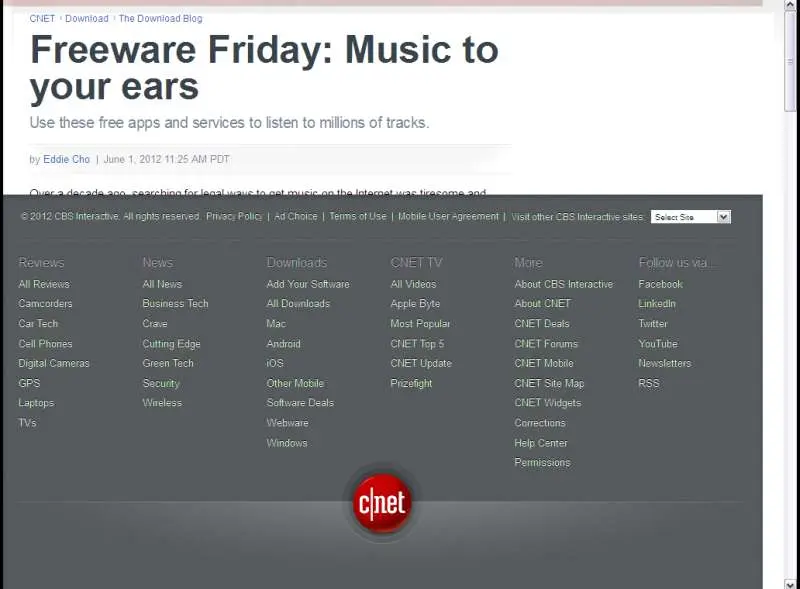 CNET › Download › The Download Blog
Freeware Friday: Music to
your ears
Use these free apps and services to listen to millions of tracks.
by Eddie Cho | June 1, 2012 11:25 AM PDT
Over a decade ago, searching for legal ways to get music on the Internet was tiresome and
© 2012 CBS Interactive. All rights reserved. Privacy Policy | Ad Choice | Terms of Use | Mobile User Agreement | Visit other CBS Interactive sites: Select Site
Reviews
All Reviews
Camcorders
Car Tech
Cell Phones
Digital Cameras
GPS
Laptops
TVs
News
All News
Business Tech
Crave
Cutting Edge
Green Tech
Security
Wireless
Downloads
Add Your Software
All Downloads
Mac
Android
iOS
Other Mobile
Software Deals
Webware
Windows
CNET TV
All Videos
Apple Byte
Most Popular
CNET Top 5
CNET Update
Prizefight
More
About CBS Interactive
About CNET
CNET Deals
CNET Forums
CNET Mobile
CNET Site Map
CNET Widgets
Corrections
Help Center
Permissions
Follow us via...
Facebook
LinkedIn
Twitter
YouTube
Newsletters
RSS
c|net